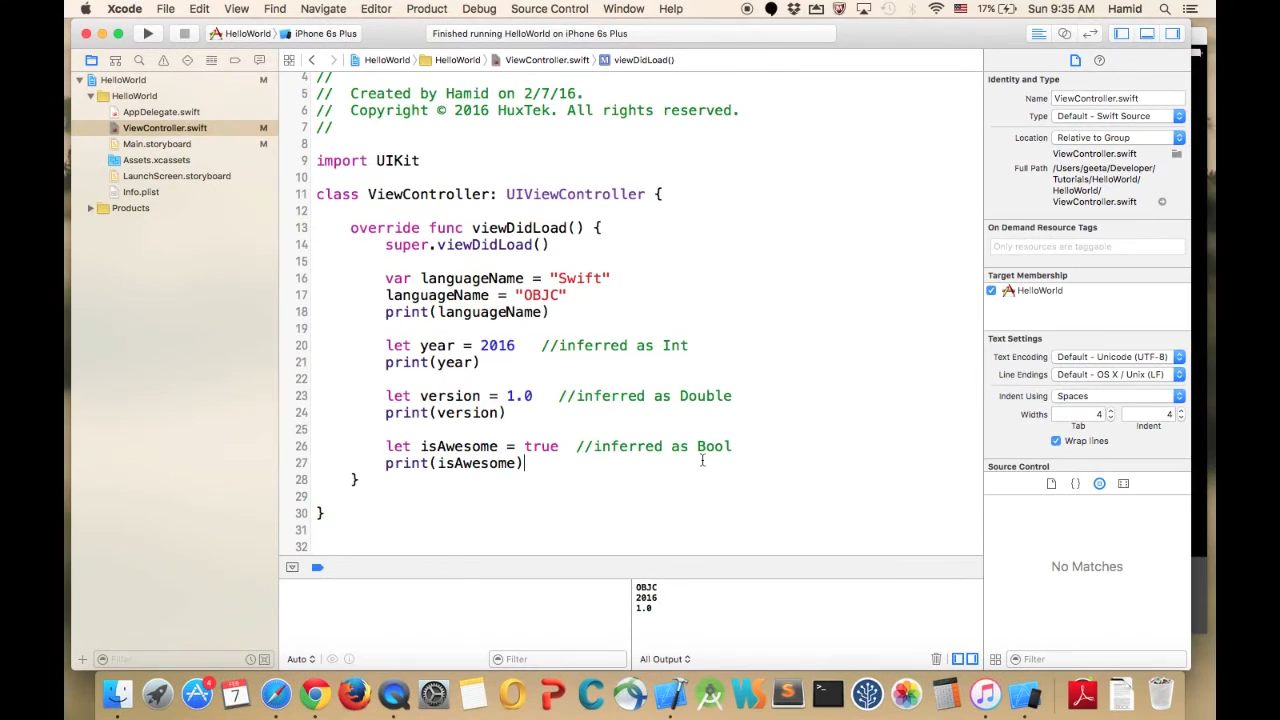 Xcode File Edit View Find Navigate Editor Product Debug Source Control Window Help 17% Sun 9:35 AM Hamid
HelloWorld iPhone 6s Plus Finished running HelloWorld on iPhone 6s Plus
HelloWorld HelloWorld ViewController.swift M viewDidLoad()
HelloWorld M
HelloWorld
AppDelegate.swift
ViewController.swift M
Main.storyboard M
Assets.xcassets
LaunchScreen.storyboard
Info.plist
Products
Filter
4 //
5 // Created by Hamid on 2/7/16.
6 // Copyright © 2016 HuxTek. All rights reserved.
7 //
8
9 import UIKit
10
11 class ViewController: UIViewController {
12
13 override func viewDidLoad() {
14 super.viewDidLoad()
15
16 var languageName = "Swift"
17 languageName = "OBJC"
18 print(languageName)
19
20 let year = 2016 //inferred as Int
21 print(year)
22
23 let version = 1.0 //inferred as Double
24 print(version)
25
26 let isAwesome = true //inferred as Bool
27 print(isAwesome)
28 }
29
30 }
31
32
OBJC
2016
1.0
Auto Filter All Output
Identity and Type
Name ViewController.swift
Type Default - Swift Source
Location Relative to Group
ViewController.swift
Full Path /Users/geeta/Developer/
Tutorials/HelloWorld/
HelloWorld/
ViewController.swift
On Demand Resource Tags
Only resources are taggable
Target Membership
HelloWorld
Text Settings
Text Encoding Default - Unicode (UTF-8)
Line Endings Default - OS X / Unix (LF)
Indent Using Spaces
Widths 4 4
Tab Indent
Wrap lines
Source Control
{}
No Matches
Filter
4
FEB
7